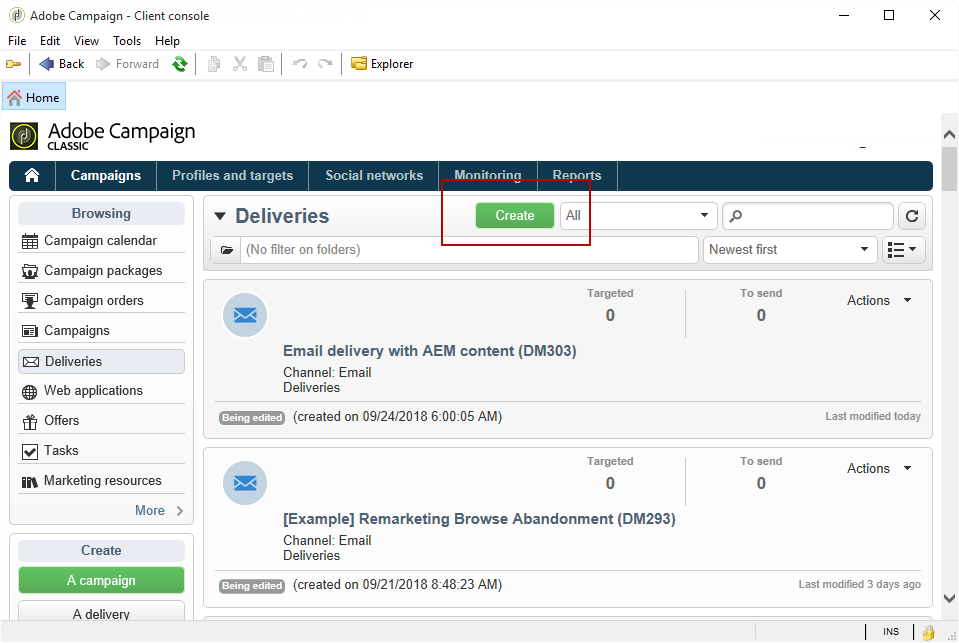 Adobe Campaign - Client console
File Edit View Tools Help
Back Forward Explorer
Home
Adobe Campaign
CLASSIC
Campaigns Profiles and targets Social networks Monitoring Reports
Browsing
Campaign calendar
Campaign packages
Campaign orders
Campaigns
Deliveries
Web applications
Offers
Tasks
Marketing resources
More
Create
A campaign
A delivery
Deliveries Create All
(No filter on folders) Newest first
Targeted To send Actions
0 0
Email delivery with AEM content (DM303)
Channel: Email
Deliveries
Being edited (created on 09/24/2018 6:00:05 AM) Last modified today
Targeted To send Actions
0 0
[Example] Remarketing Browse Abandonment (DM293)
Channel: Email
Deliveries
Being edited (created on 09/21/2018 8:48:23 AM) Last modified 3 days ago
INS